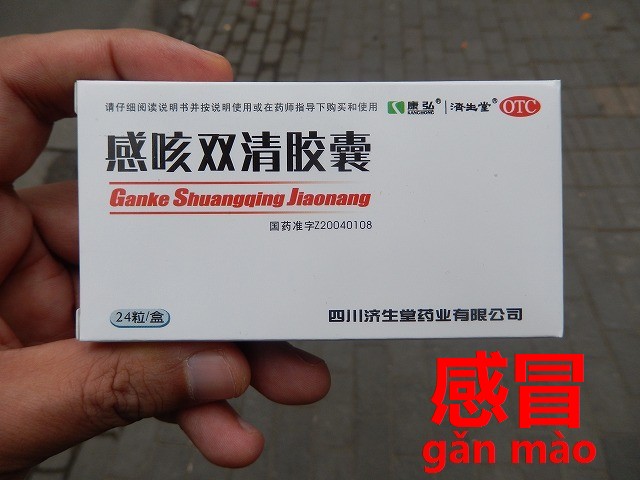 请仔细阅读说明书并按说明使用或在药师指导下购买和使用
康弘® KANGHONG 濟生堂® OTC
感咳双清胶囊
Ganke Shuangqing Jiaonang
国药准字Z20040108
24粒/盒
四川济生堂药业有限公司
感冒
gǎn mào